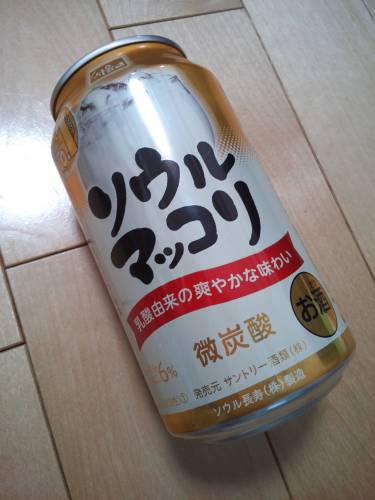 ソウル
マッコリ
乳酸由来の爽やかな味わい
微炭酸
お酒
6%
発売元 サントリー酒類(株)
ソウル長寿(株)製造